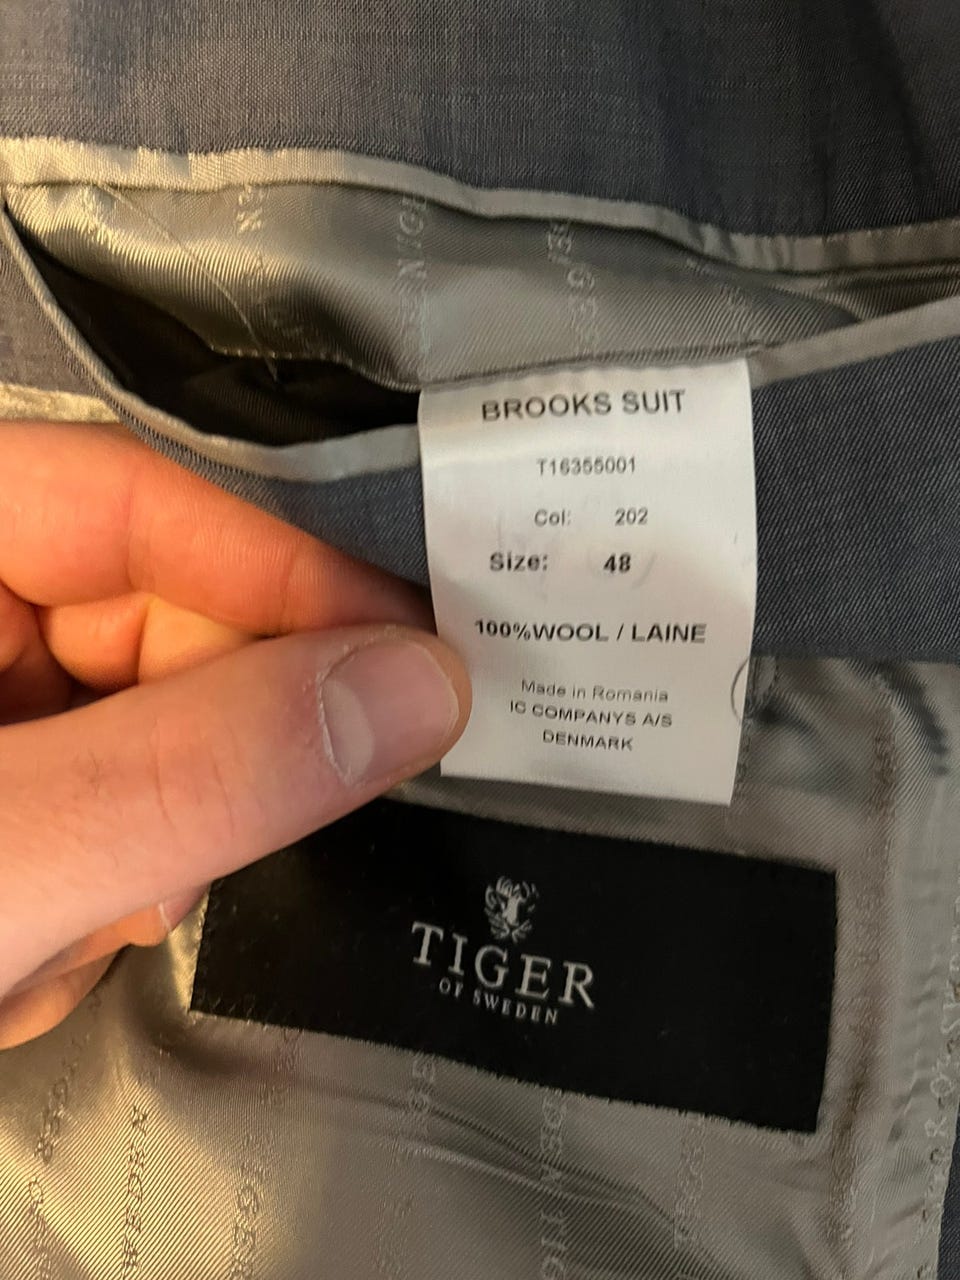 BROOKS SUIT
T16355001
Col: 202
Size: 48
100%WOOL / LAINE
Made in Romania
IC COMPANYS A/S
DENMARK
TIGER
OF SWEDEN